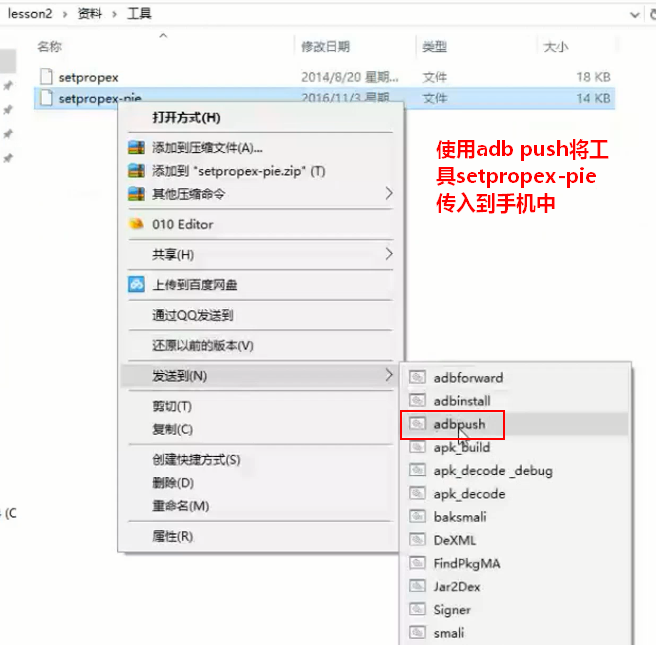 lesson2 › 资料 › 工具
名称 修改日期 类型 大小
setpropex 2014/8/20 星期... 文件 18 KB
setpropex-pie 2016/11/3 星期... 文件 14 KB
打开方式(H)
添加到压缩文件(A)...
添加到 "setpropex-pie.zip" (T)
其他压缩命令
010 Editor
共享(H)
上传到百度网盘
通过QQ发送到
还原以前的版本(V)
发送到(N)
剪切(T)
复制(C)
创建快捷方式(S)
删除(D)
重命名(M)
属性(R)
使用adb push将工
具setpropex-pie
传入到手机中
adbforward
adbinstall
adbpush
apk_build
apk_decode _debug
apk_decode
baksmali
DeXML
FindPkgMA
Jar2Dex
Signer
smali
(C